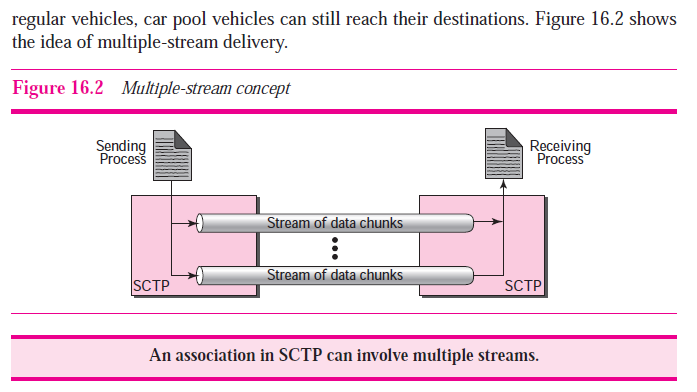 regular vehicles, car pool vehicles can still reach their destinations. Figure 16.2 shows
the idea of multiple-stream delivery.
Figure 16.2 Multiple-stream concept
Sending
Process
Receiving
Process
Stream of data chunks
Stream of data chunks
SCTP
SCTP
An association in SCTP can involve multiple streams.